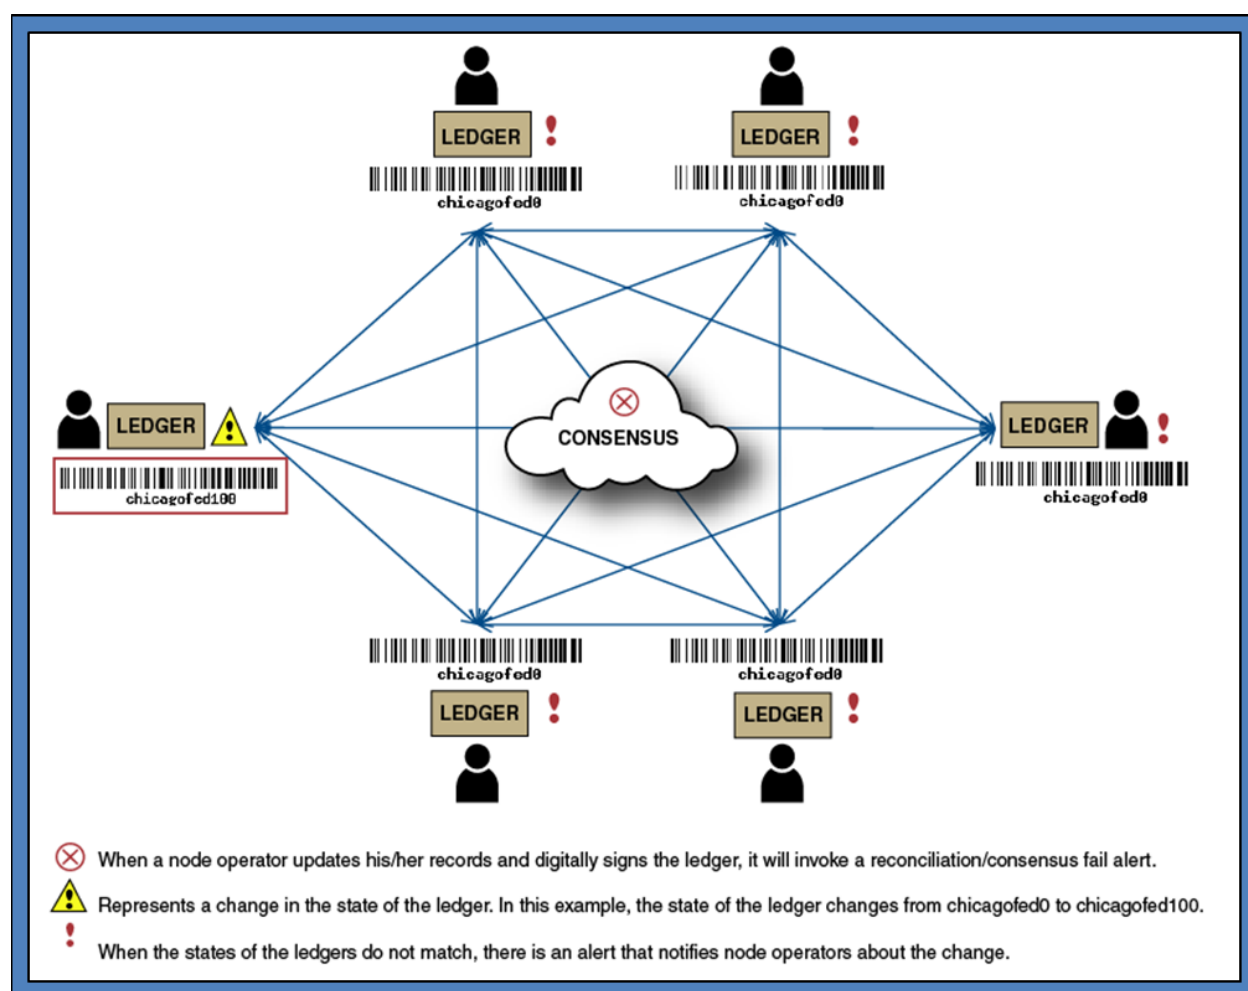 LEDGER
LEDGER
chicagofed0
chicagofed0
LEDGER
CONSENSUS
LEDGER
chicagofed100
chicagofed0
chicagofed0
chicagofed0
LEDGER
LEDGER
When a node operator updates his/her records and digitally signs the ledger, it will invoke a reconciliation/consensus fail alert.
Represents a change in the state of the ledger. In this example, the state of the ledger changes from chicagofed0 to chicagofed100.
When the states of the ledgers do not match, there is an alert that notifies node operators about the change.